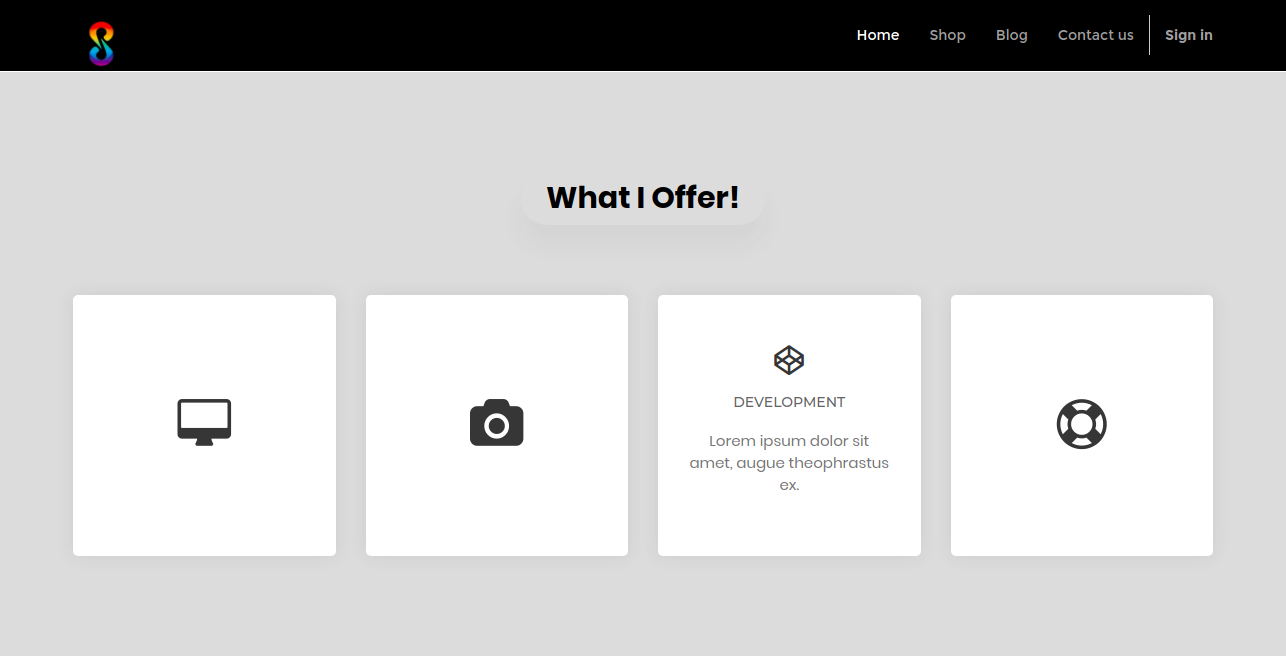 Home Shop Blog Contact us Sign in
What I Offer!
DEVELOPMENT
Lorem ipsum dolor sit
amet, augue theophrastus
ex.